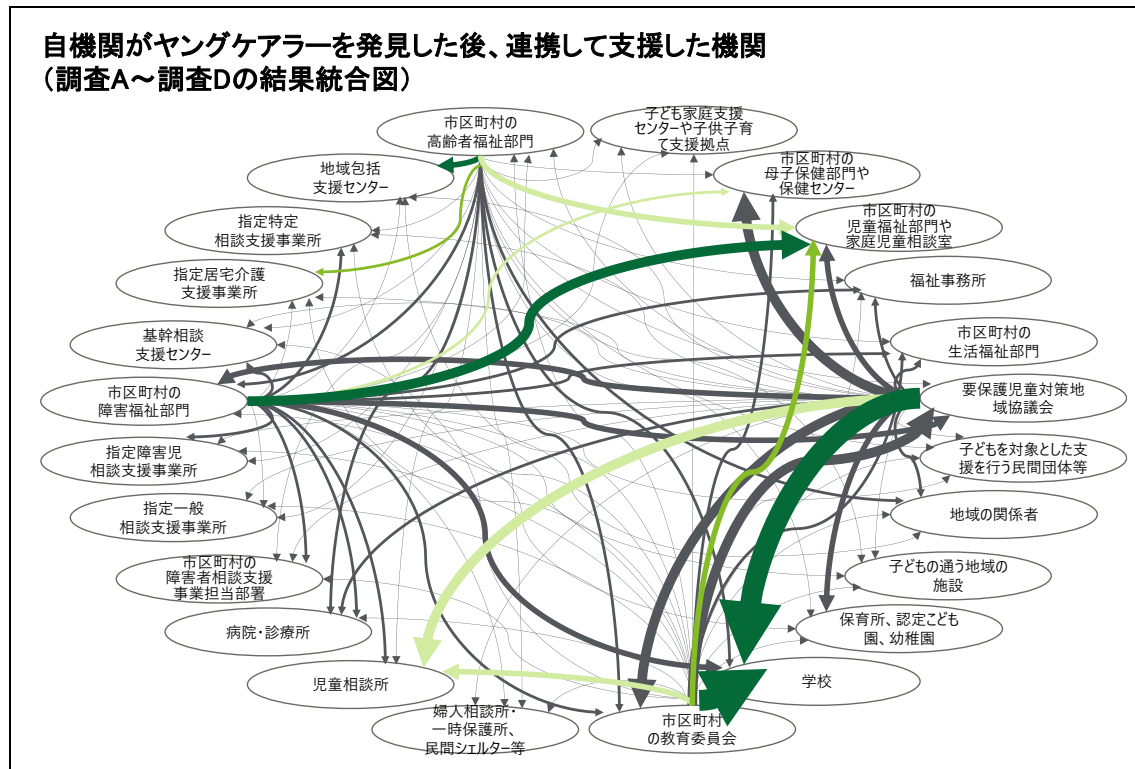 自機関がヤングケアラーを発見した後、連携して支援した機関
（調査A～調査Dの結果統合図）
市区町村の
高齢者福祉部門
子ども家庭支援
センターや子供子育
て支援拠点
地域包括
支援センター
市区町村の
母子保健部門や
保健センター
指定特定
相談支援事業所
市区町村の
児童福祉部門や
家庭児童相談室
指定居宅介護
支援事業所
福祉事務所
基幹相談
支援センター
市区町村の
生活福祉部門
市区町村の
障害福祉部門
要保護児童対策地
域協議会
指定障害児
相談支援事業所
子どもを対象とした支
援を行う民間団体等
指定一般
相談支援事業所
地域の関係者
市区町村の
障害者相談支援
事業担当部署
子どもの通う地域の
施設
病院・診療所
保育所、認定こども
園、幼稚園
児童相談所
学校
婦人相談所・
一時保護所、
民間シェルター等
市区町村
の教育委員会